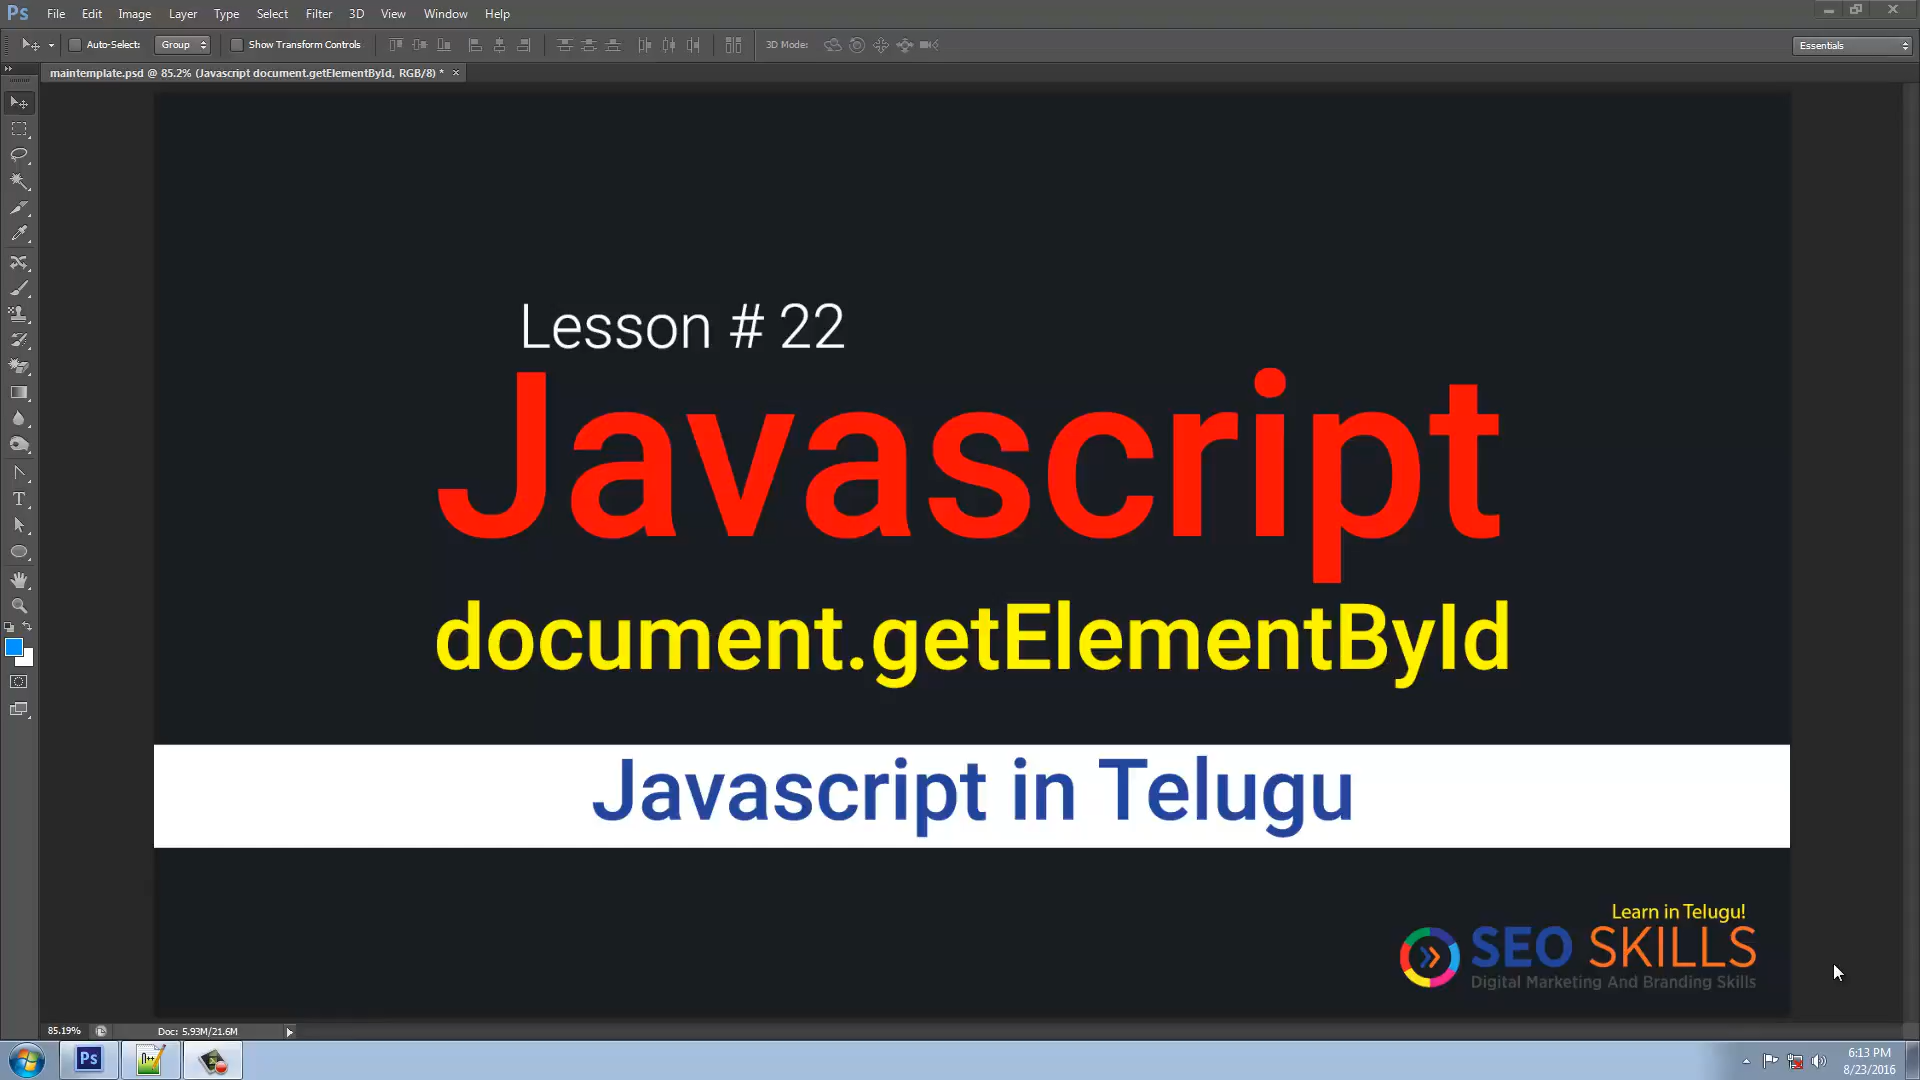 Ps File Edit Image Layer Type Select Filter 3D View Window Help
Auto-Select: Group Show Transform Controls 3D Mode: Essentials
maintemplate.psd @ 85.2% (Javascript document.getElementById, RGB/8) *
Lesson # 22
Javascript
document.getElementById
Javascript in Telugu
Learn in Telugu!
SEO SKILLS
Digital Marketing And Branding Skills
85.19% Doc: 5.93M/21.6M
Ps
6:13 PM
8/23/2016